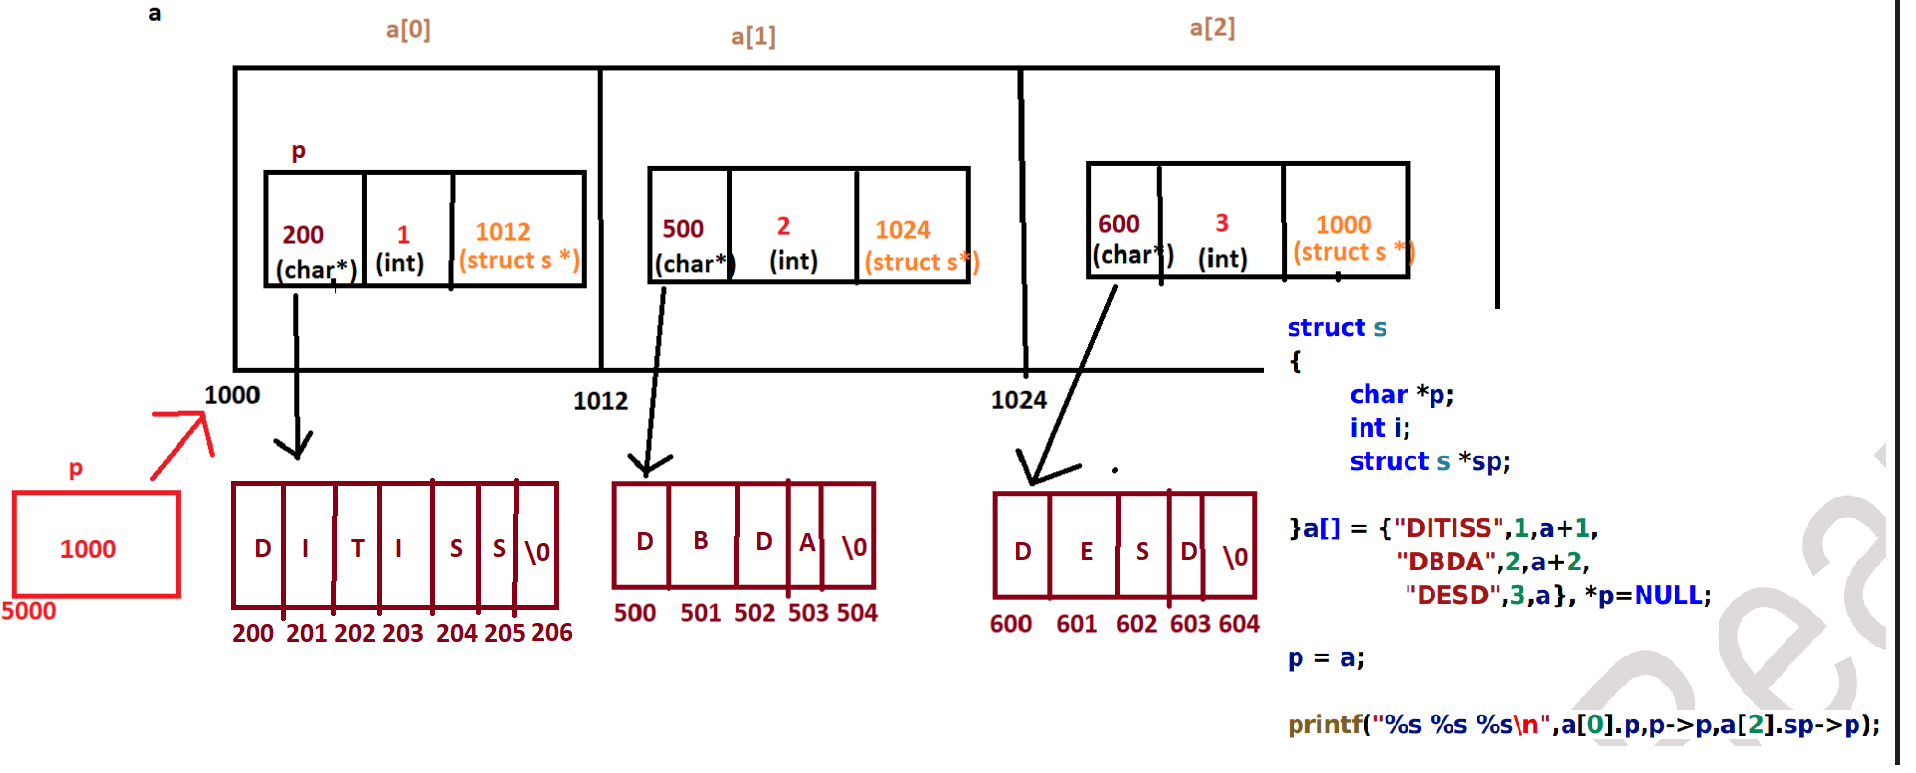 a
a[0]
a[1]
a[2]
p
200
(char*)
1
(int)
1012
(struct s *)
500
(char*)
2
(int)
1024
(struct s*)
600
(char*)
3
(int)
1000
(struct s *)
1000
1012
1024
p
1000
5000
D I T I S S \0
200 201 202 203 204 205 206
D B D A \0
500 501 502 503 504
D E S D \0
600 601 602 603 604
struct s
{
char *p;
int i;
struct s *sp;
}a[] = {"DITISS",1,a+1,
"DBDA",2,a+2,
"DESD",3,a}, *p=NULL;
p = a;
printf("%s %s %s\n",a[0].p,p->p,a[2].sp->p);